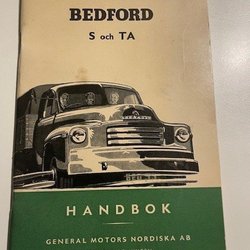 BEDFORD
S och TA
HANDBOK
GENERAL MOTORS NORDISKA AB